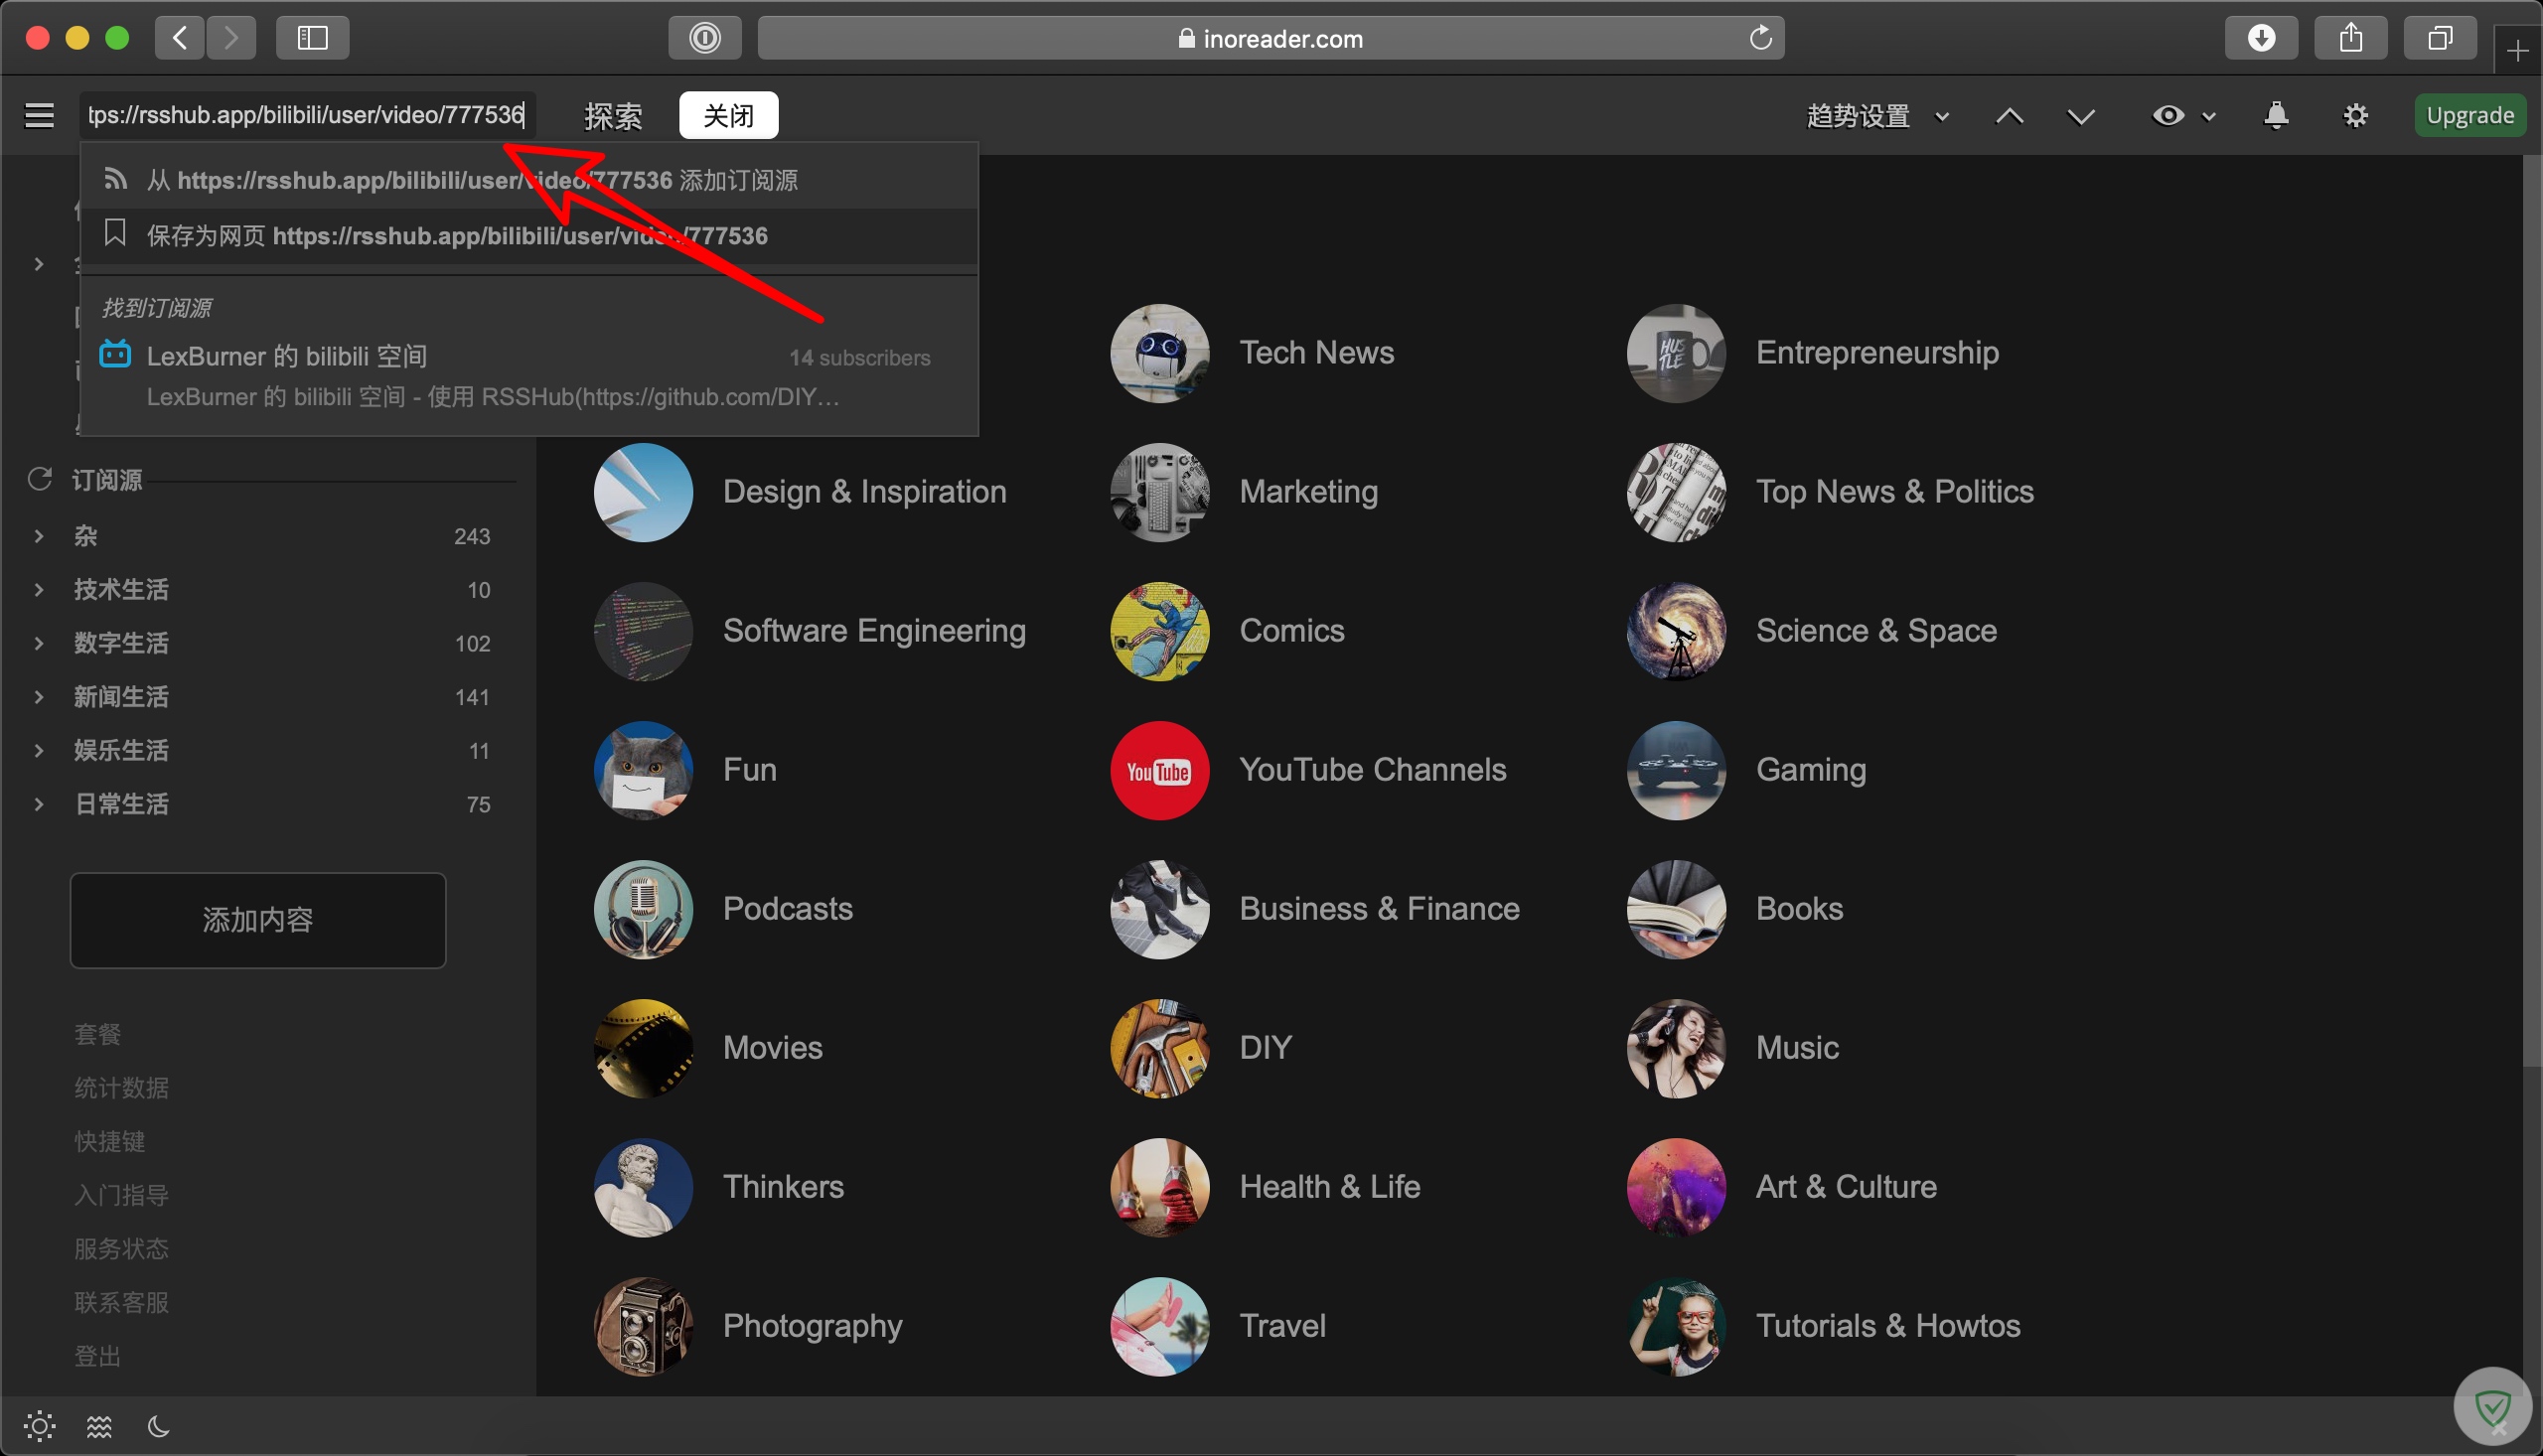 inoreader.com
tps://rsshub.app/bilibili/user/video/777536
探索
关闭
趋势设置
Upgrade
从 https://rsshub.app/bilibili/user/video/777536 添加订阅源
保存为网页 https://rsshub.app/bilibili/user/video/777536
找到订阅源
LexBurner 的 bilibili 空间
14 subscribers
LexBurner 的 bilibili 空间 - 使用 RSSHub(https://github.com/DIY…
订阅源
杂
243
技术生活
10
数字生活
102
新闻生活
141
娱乐生活
11
日常生活
75
添加内容
套餐
统计数据
快捷键
入门指导
服务状态
联系客服
登出
Tech News
HUS
TLE
Entrepreneurship
Design & Inspiration
Marketing
Top News & Politics
Software Engineering
Comics
Science & Space
Fun
YouTube
YouTube Channels
Gaming
Podcasts
Business & Finance
Books
Movies
DIY
Music
Thinkers
Health & Life
Art & Culture
Photography
Travel
Tutorials & Howtos